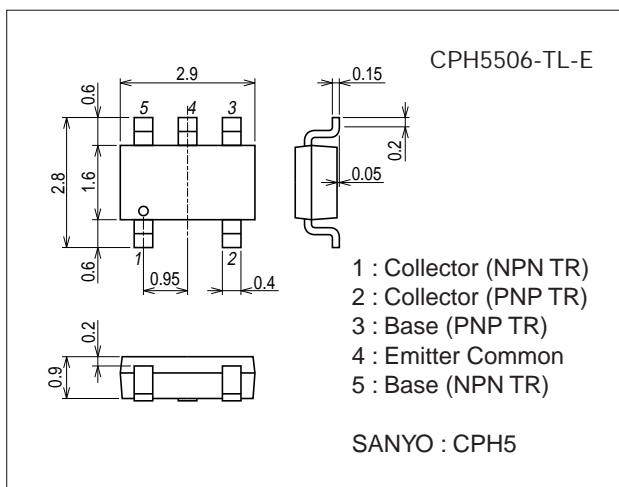 CPH5506-TL-E
2.9
0.15
0.6
5
4
3
0.2
2.8
1.6
0.05
0.6
1
2
0.95
0.4
1 : Collector (NPN TR)
2 : Collector (PNP TR)
3 : Base (PNP TR)
4 : Emitter Common
5 : Base (NPN TR)
0.2
0.9
SANYO : CPH5